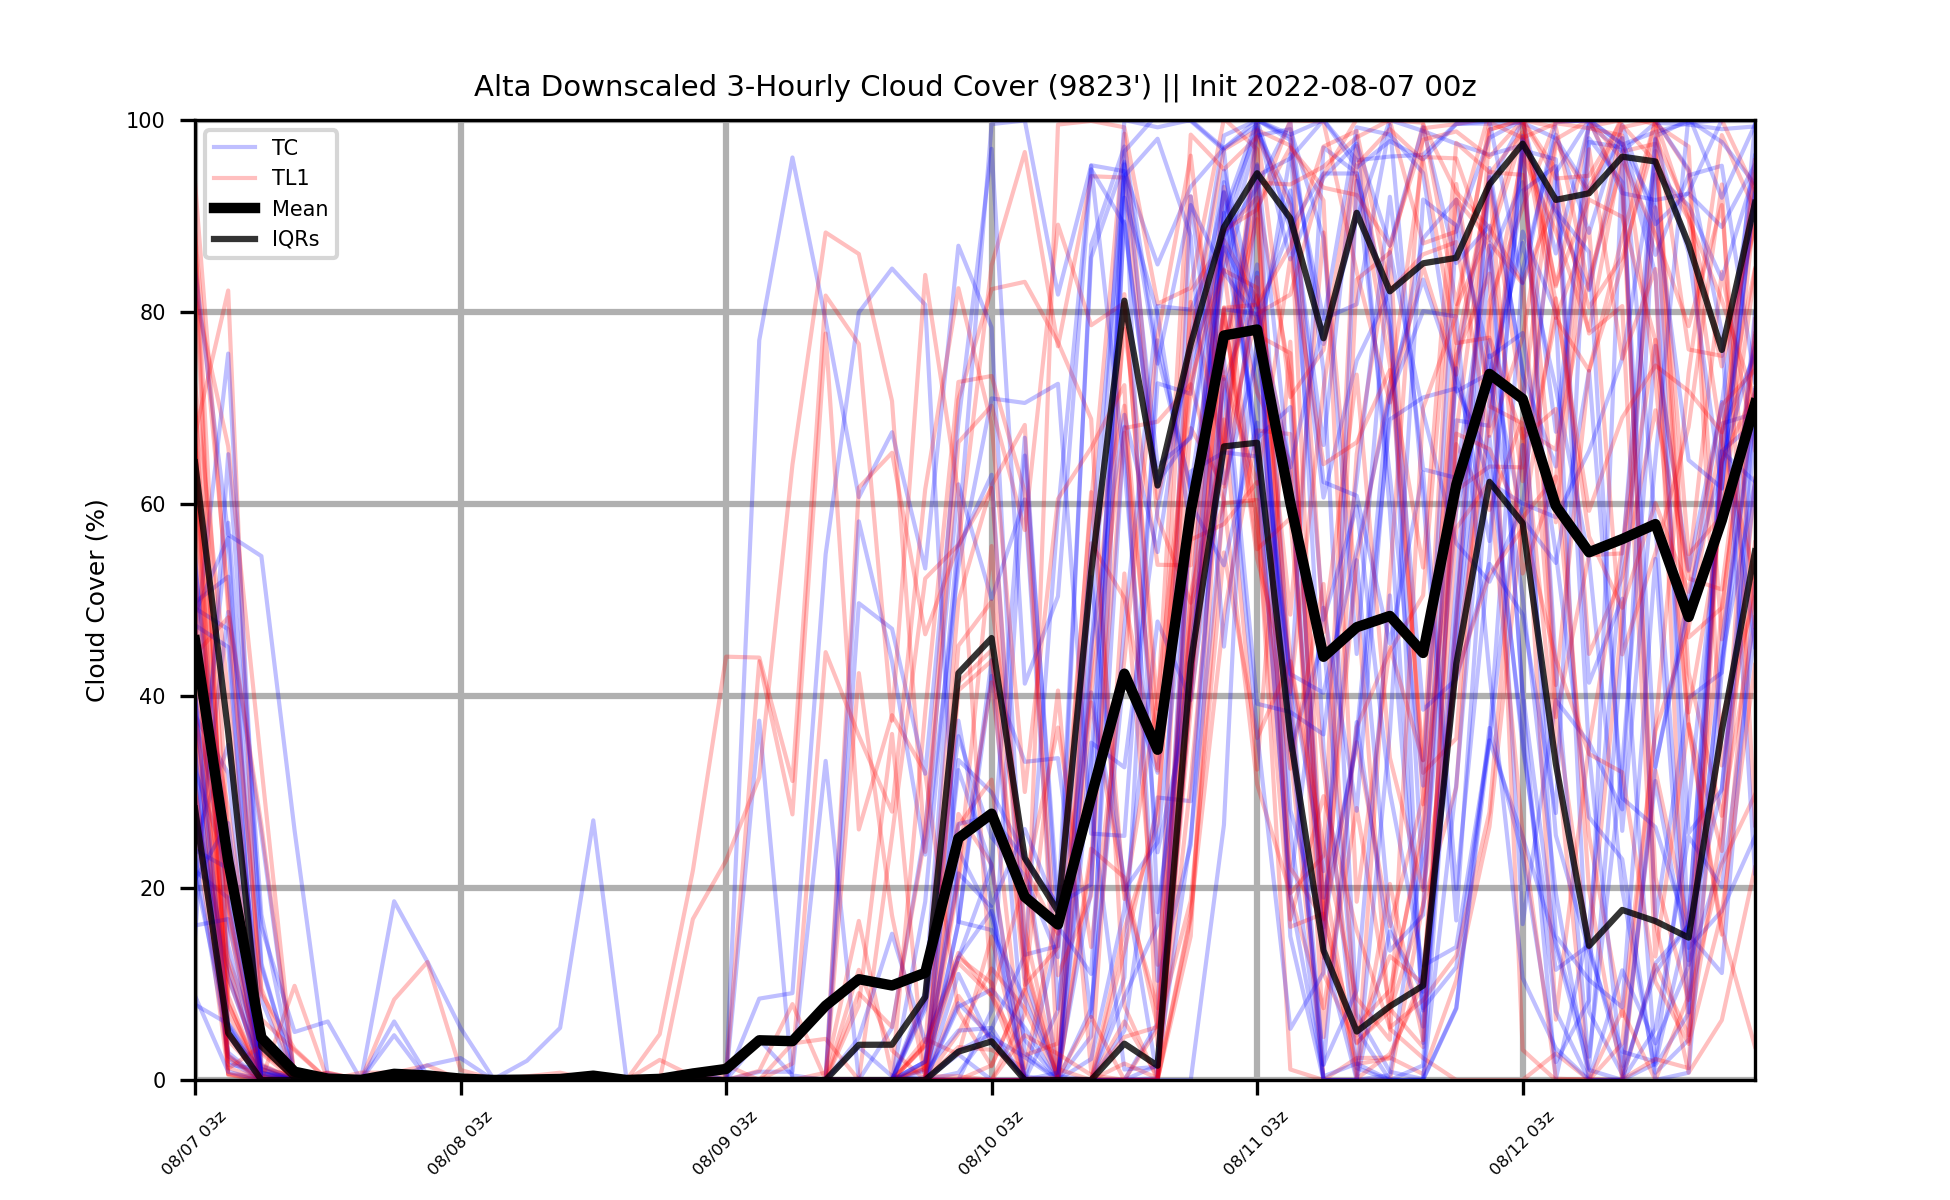 Alta Downscaled 3-Hourly Cloud Cover (9823') || Init 2022-08-07 00z
TC
TL1
Mean
IQRs
Cloud Cover (%)
100
80
60
40
20
0
08/07 03z
08/08 03z
08/09 03z
08/10 03z
08/11 03z
08/12 03z